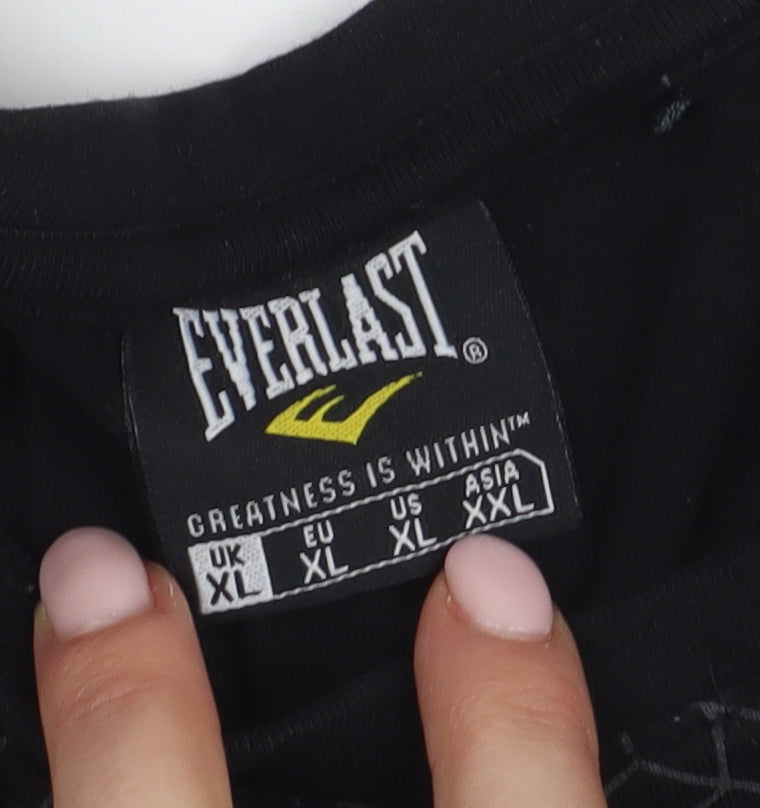 EVERLAST®
GREATNESS IS WITHIN™
UK EU US ASIA
XL XL XL XXL